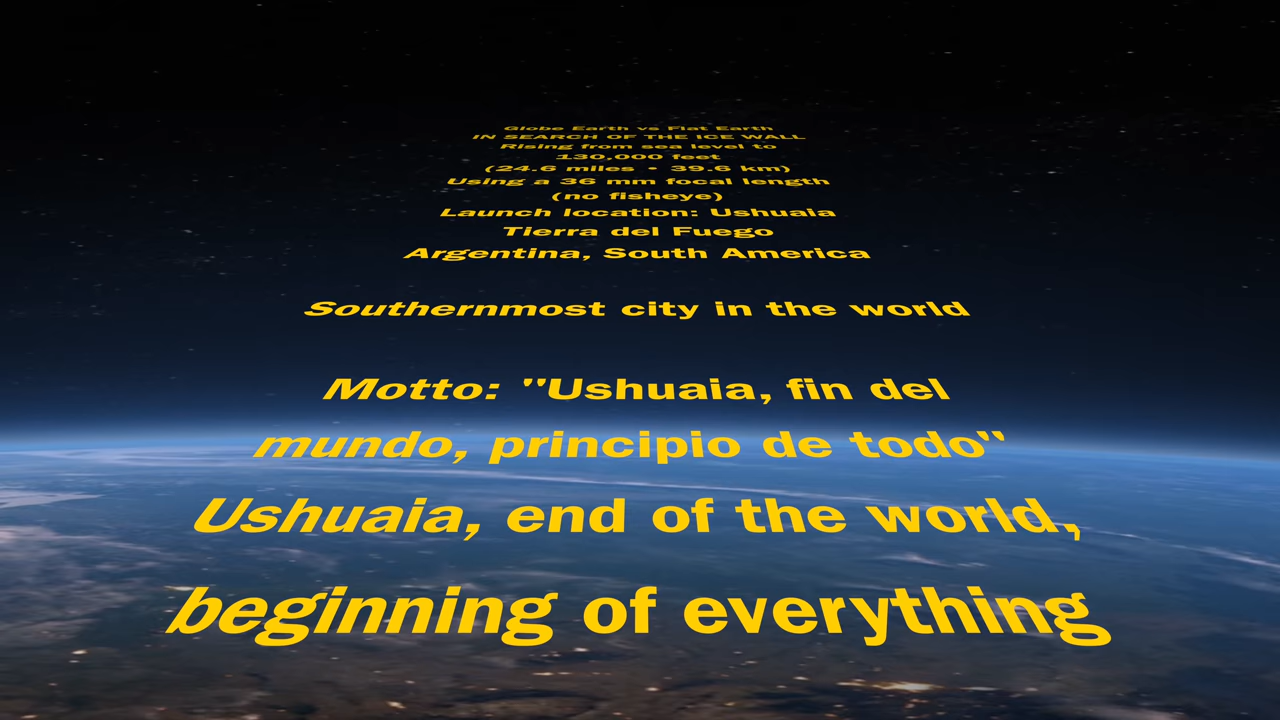 Globe Earth vs Flat Earth
IN SEARCH OF THE ICE WALL
Rising from sea level to
130,000 feet
(24.6 miles • 39.6 km)
Using a 36 mm focal length
(no fisheye)
Launch location: Ushuaia
Tierra del Fuego
Argentina, South America
Southernmost city in the world
Motto: "Ushuaia, fin del
mundo, principio de todo"
Ushuaia, end of the world,
beginning of everything